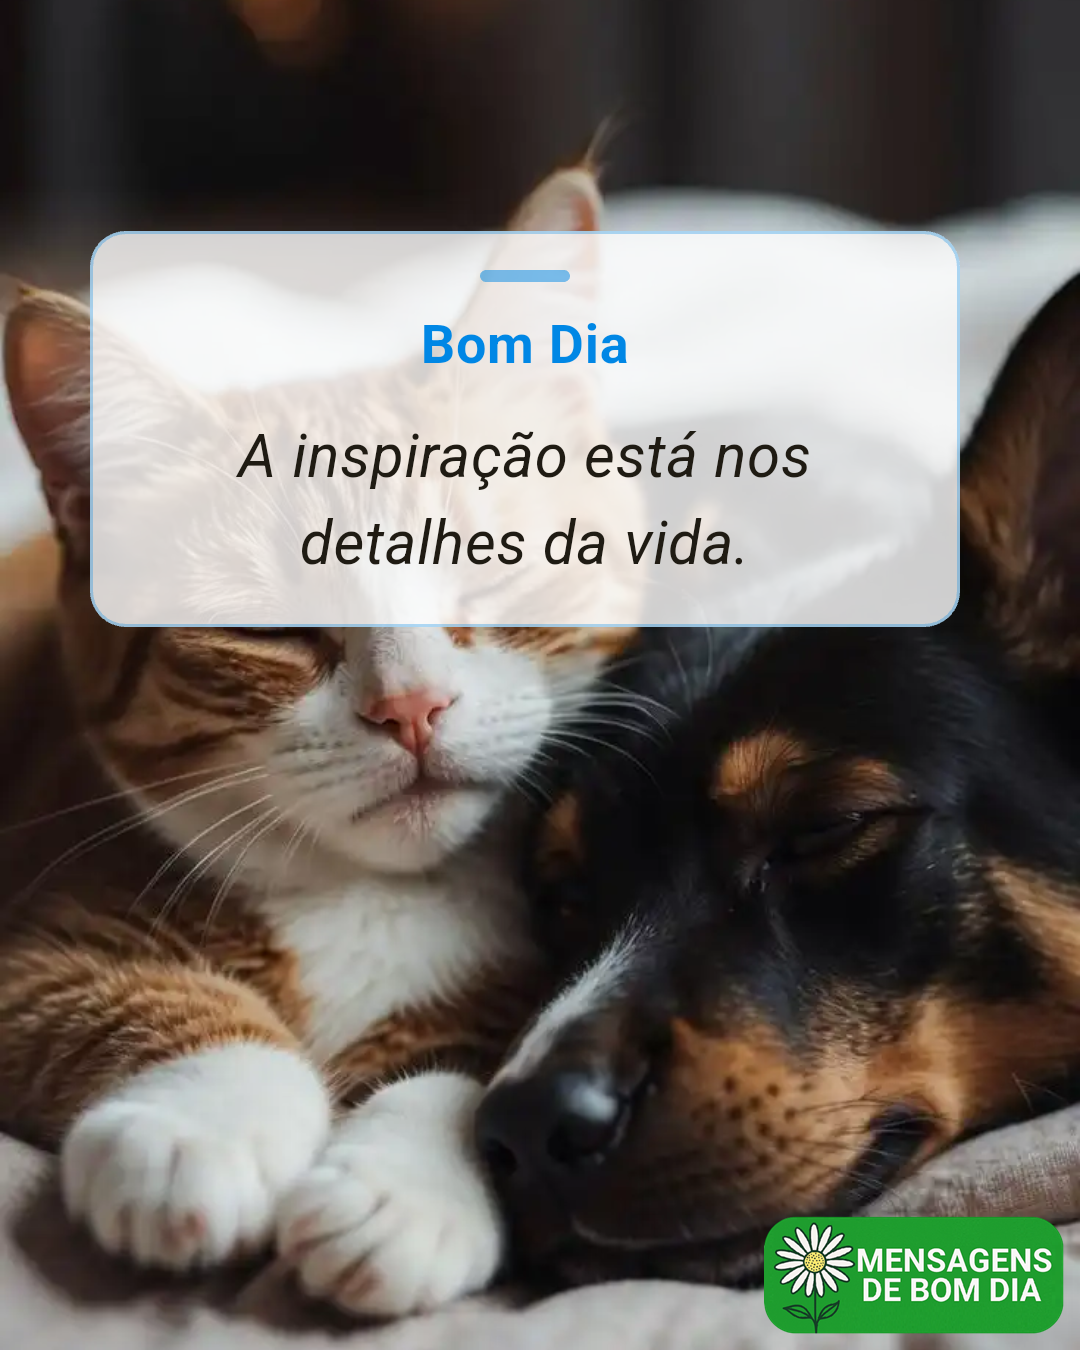 Bom Dia
A inspiração está nos
detalhes da vida.
MENSAGENS
DE BOM DIA